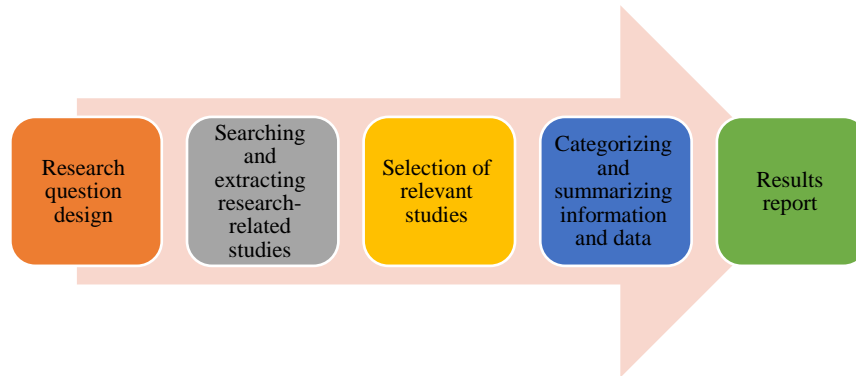 Research
question
design
Searching
and
extracting
research-
related
studies
Selection of
relevant
studies
Categorizing
and
summarizing
information
and data
Results
report